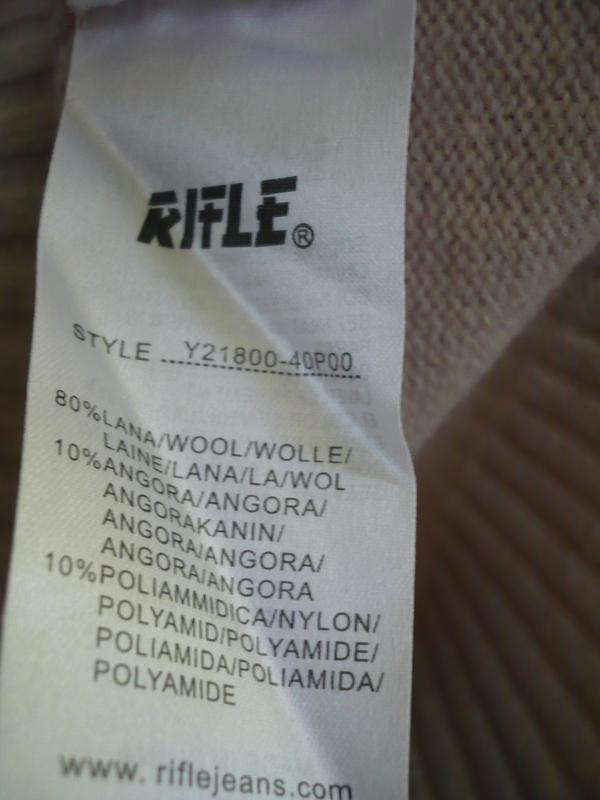 RIFLE®
STYLE Y21800-40P00
80%LANA/WOOL/WOLLE/
LAINE/LANA/LA/WOL
10%ANGORA/ANGORA/
ANGORAKANIN/
ANGORA/ANGORA/
ANGORA/ANGORA
10%POLIAMMIDICA/NYLON/
POLYAMID/POLYAMIDE/
POLIAMIDA/POLIAMIDA/
POLYAMIDE
www. riflejeans.com